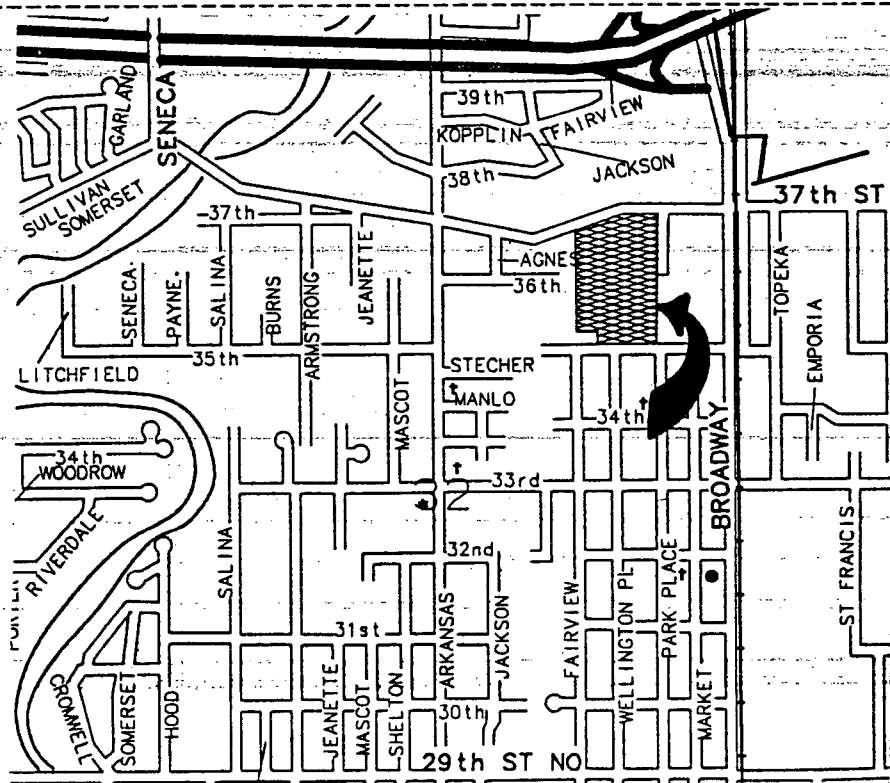 GARLAND
SENECA
39th
KOPPLIN
FAIRVIEW
38th
JACKSON
SULLIVAN
SOMERSET
37th
37th ST
AGNES
36th
SENECA.
PAYNE.
SALINA
BURNS
ARMSTRONG
JEANETTE
TOPEKA
EMPORIA
35th
LITCHFIELD
STECHER
MANLO
MASCOT
34th
BROADWAY
34th
WOODROW
33rd
32
RIVERDALE
SALINA
32nd
ARKANSAS
JACKSON
FAIRVIEW
WELLINGTON PL
PARK PLACE
ST FRANCIS
31st
CROMWELL
SOMERSET
HOOD
JEANETTE
MASCOT
SHELTON
30th
MARKET
29th ST NO